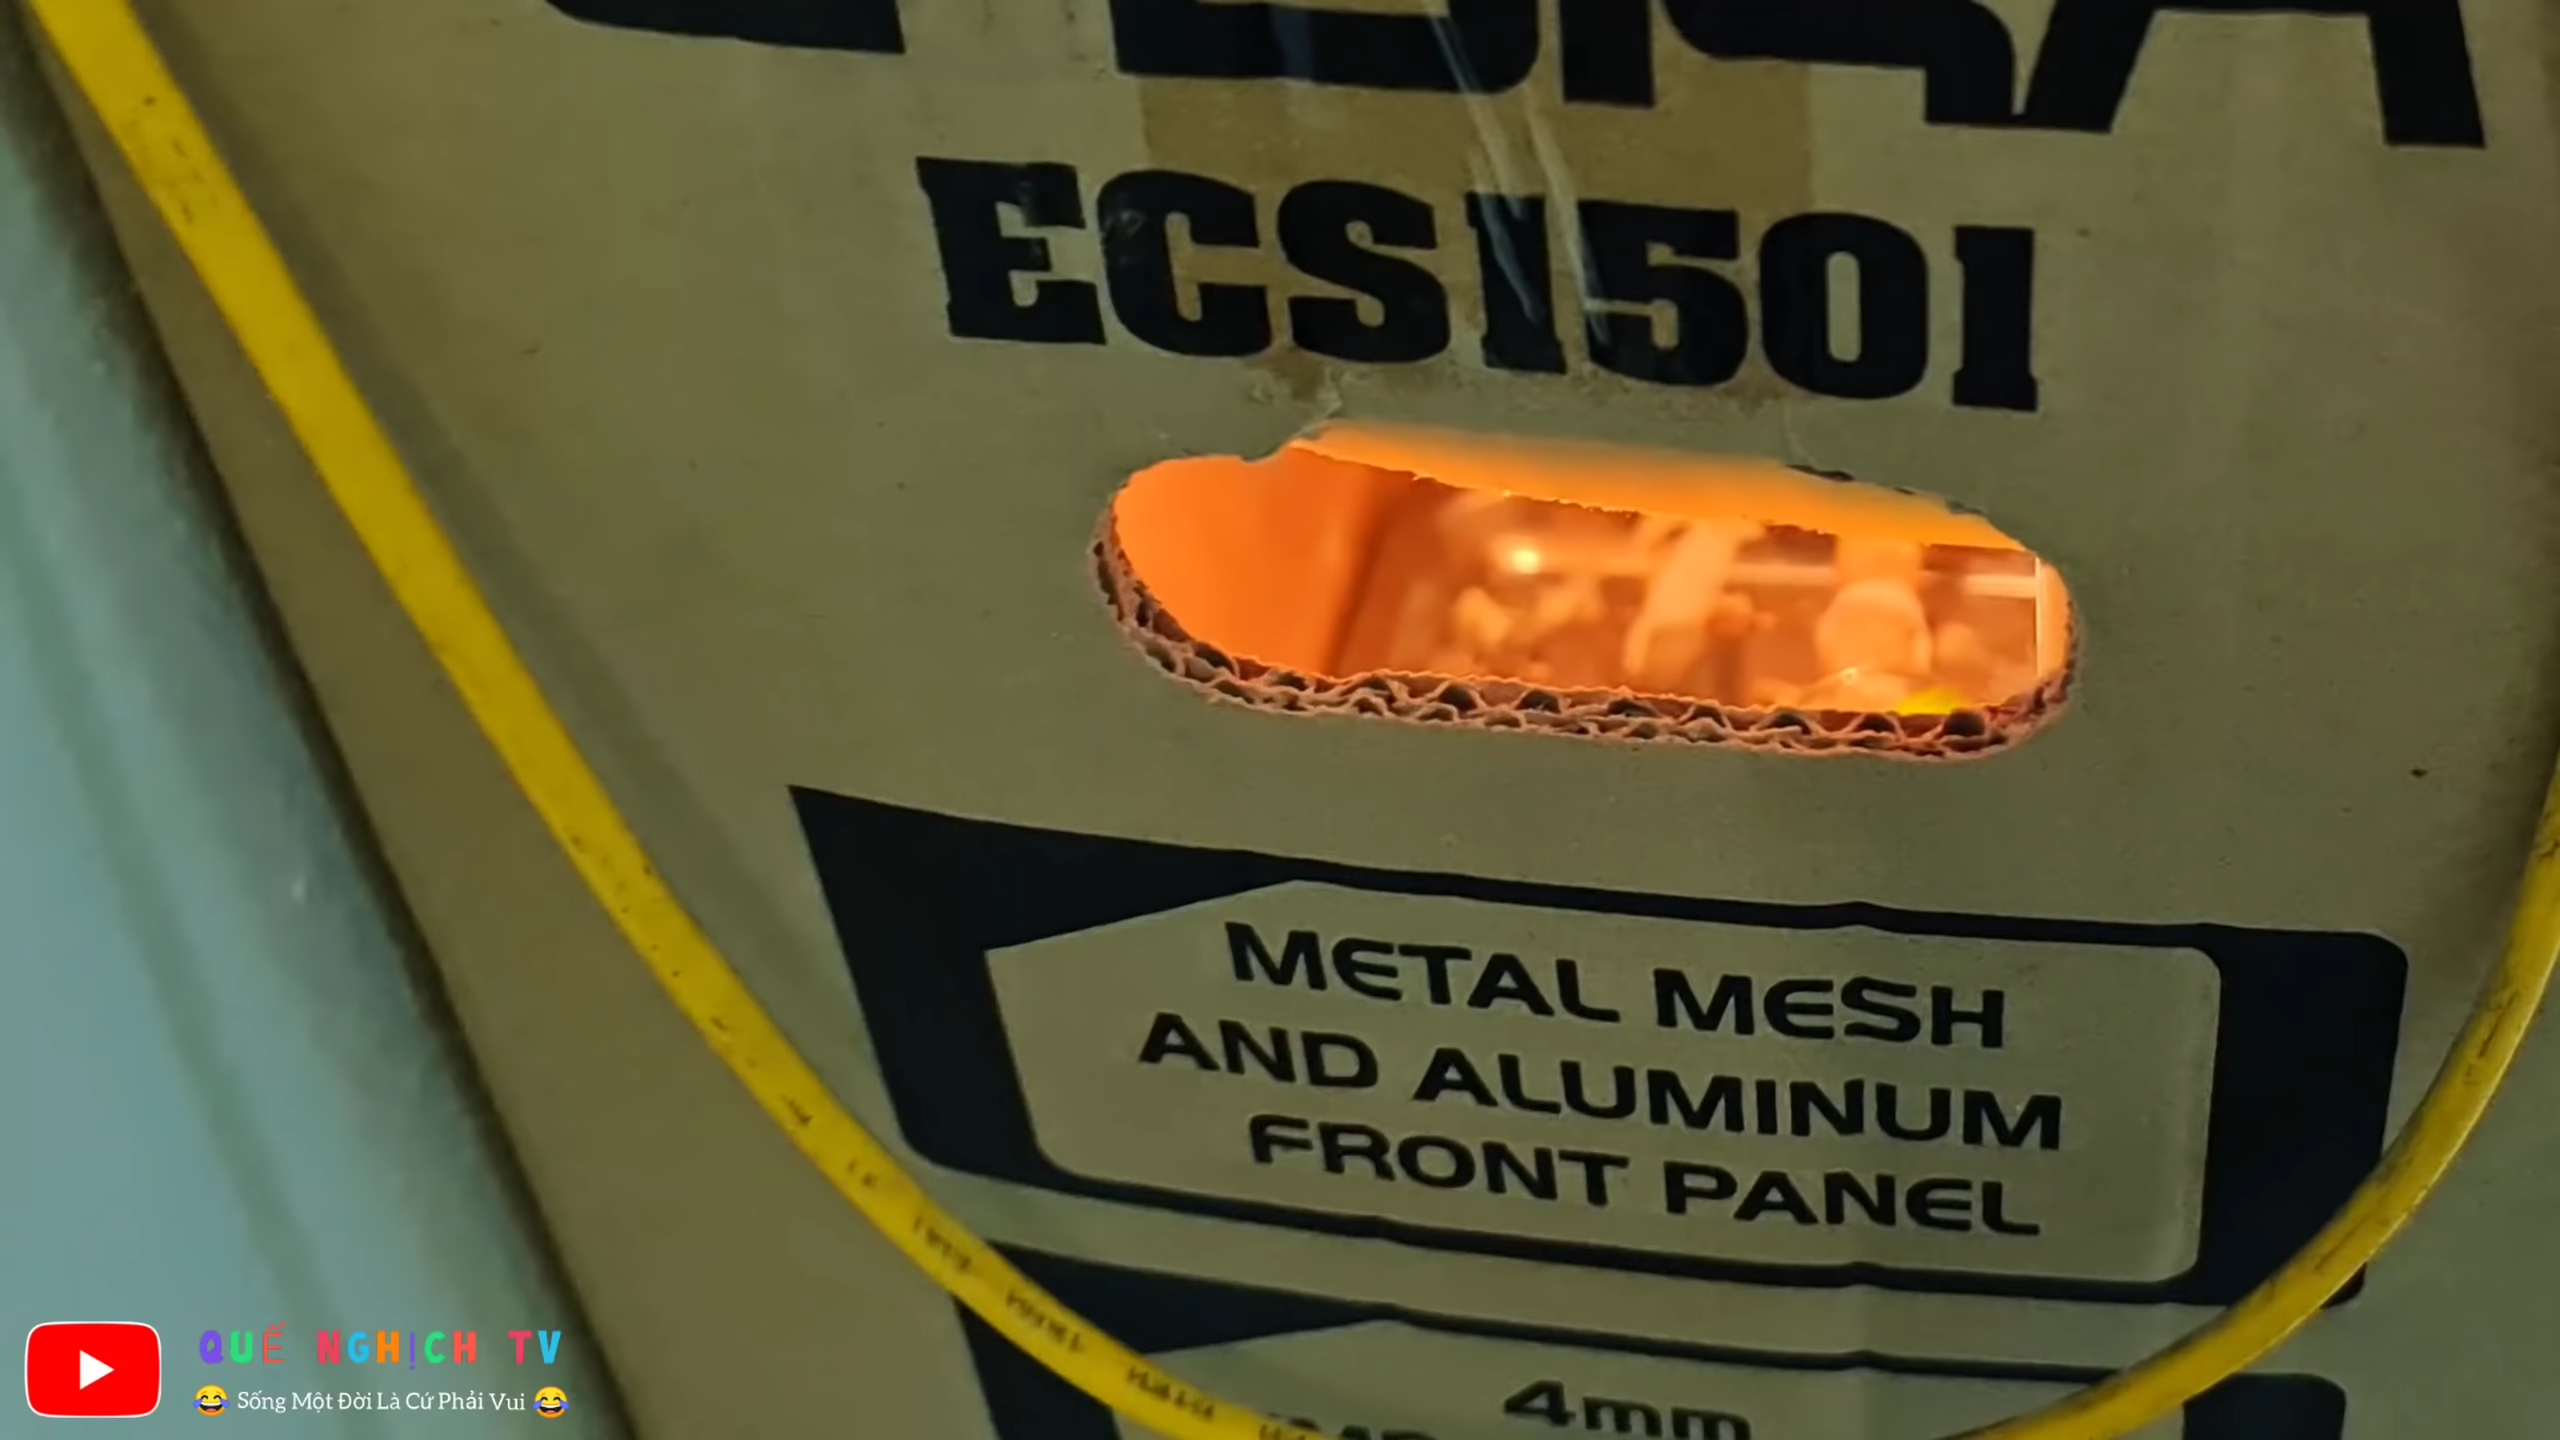 ECS1501
METAL MESH
AND ALUMINUM
FRONT PANEL
4mm
QUẾ NGHỊCH TV
😂 Sống Một Đời Là Cứ Phải Vui 😂